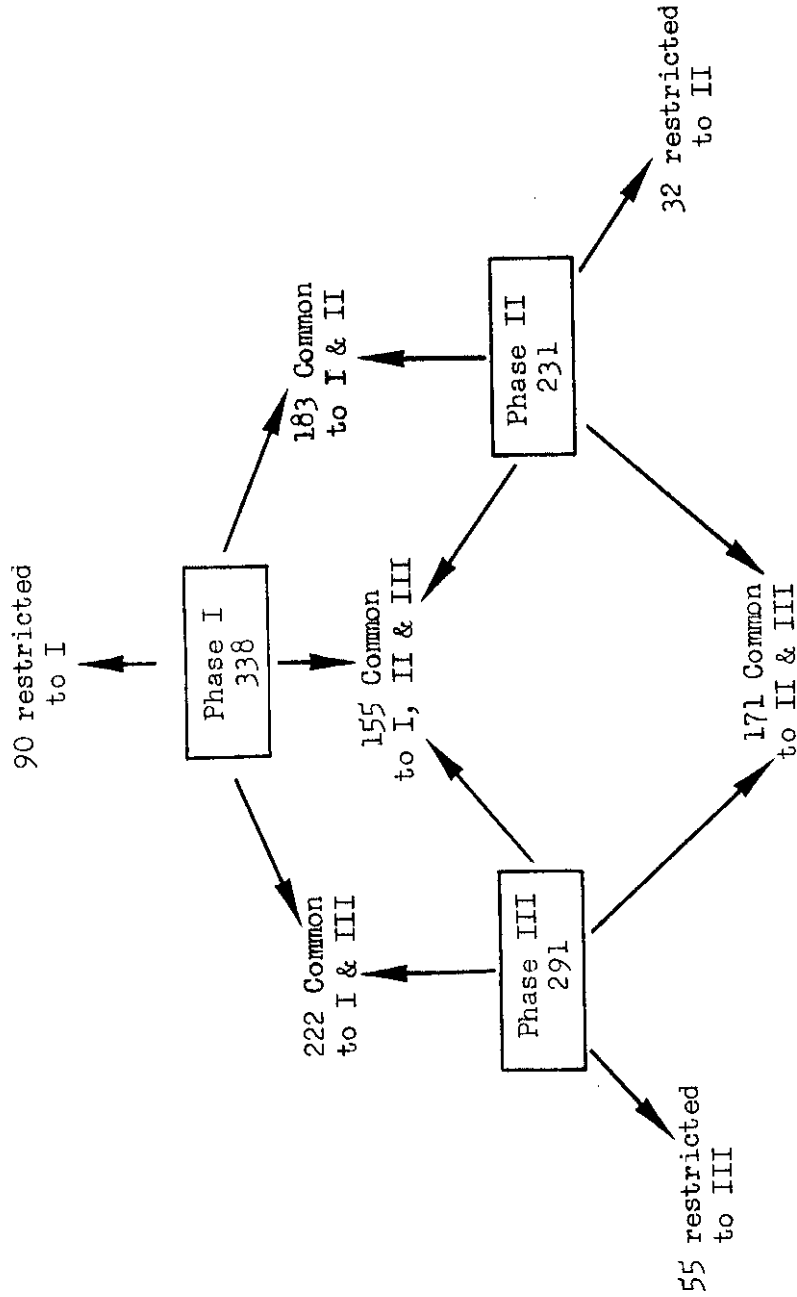 90 restricted
to I
Phase I
338
222 Common
to I & III
183 Common
to I & II
155 Common
to I, II & III
Phase III
291
Phase II
231
55 restricted
to III
171 Common
to II & III
32 restricted
to II